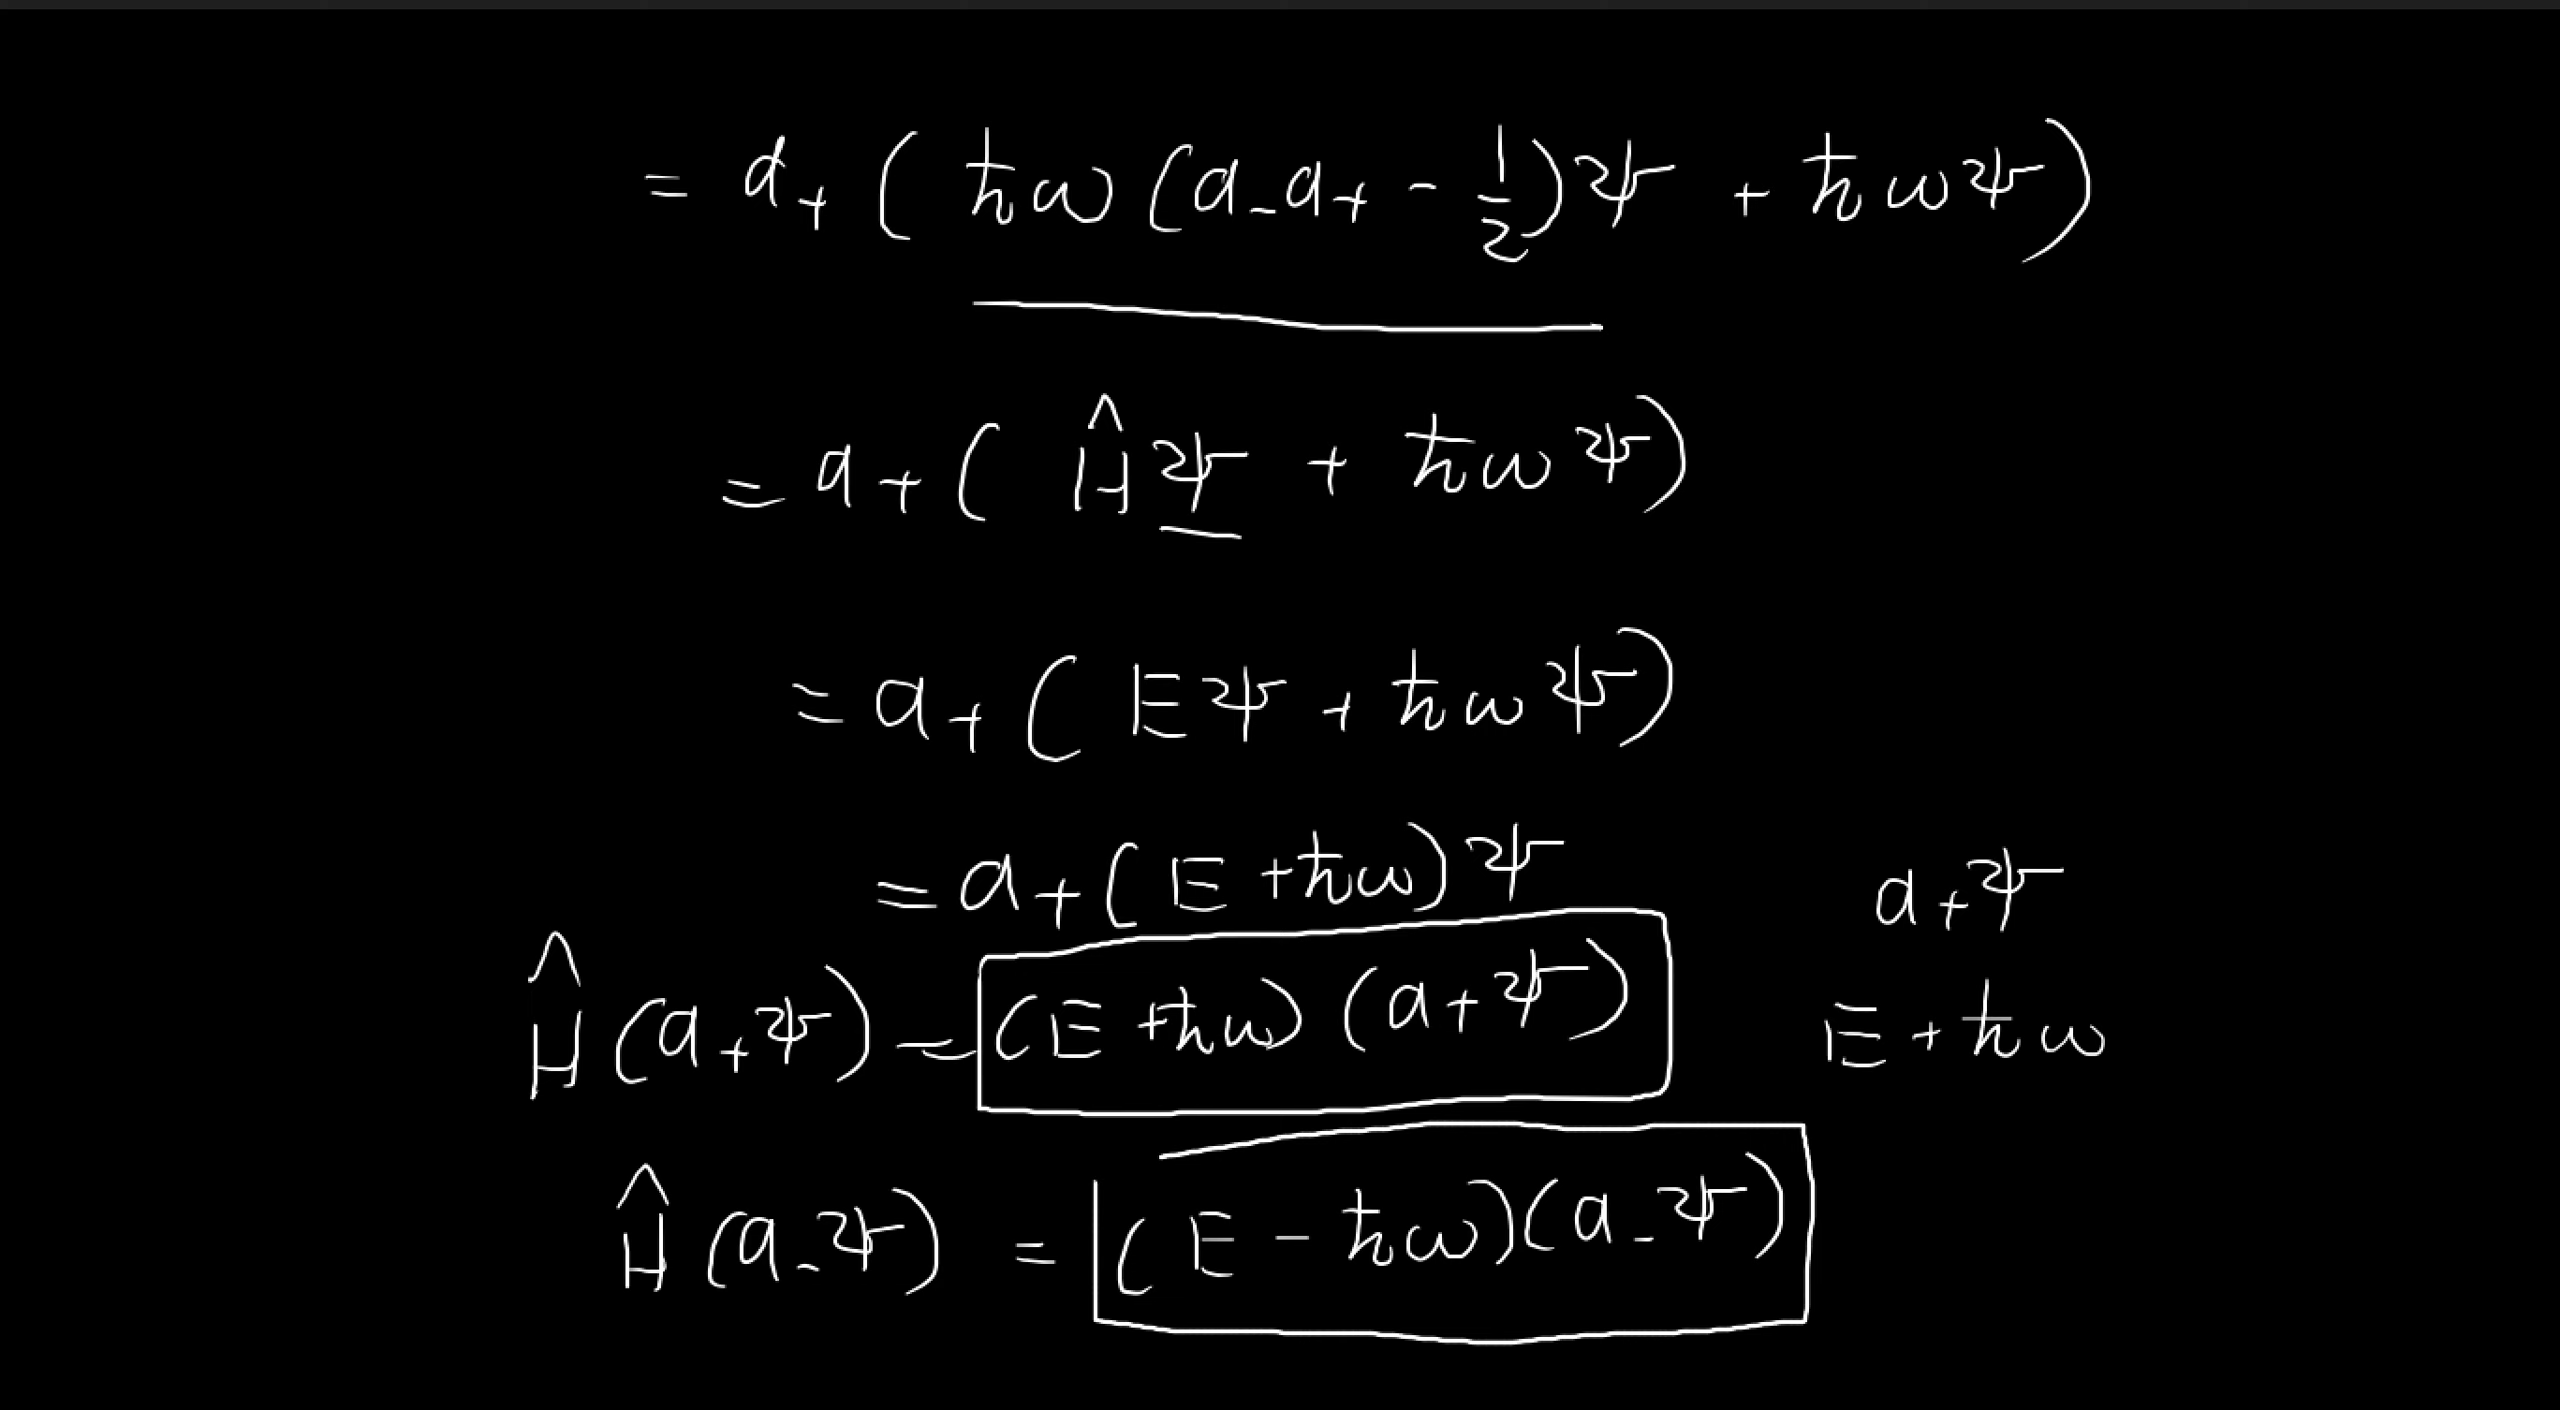 = a₊ ( ħω (a₋a₊ - 1/2)ψ + ħωψ)
= a₊ ( Ĥψ + ħωψ)
= a₊ ( Eψ + ħωψ)
= a₊ (E + ħω)ψ
a₊ψ
Ĥ (a₊ψ) = (E + ħω) (a₊ψ)
E + ħω
Ĥ (a₋ψ) = (E - ħω)(a₋ψ)